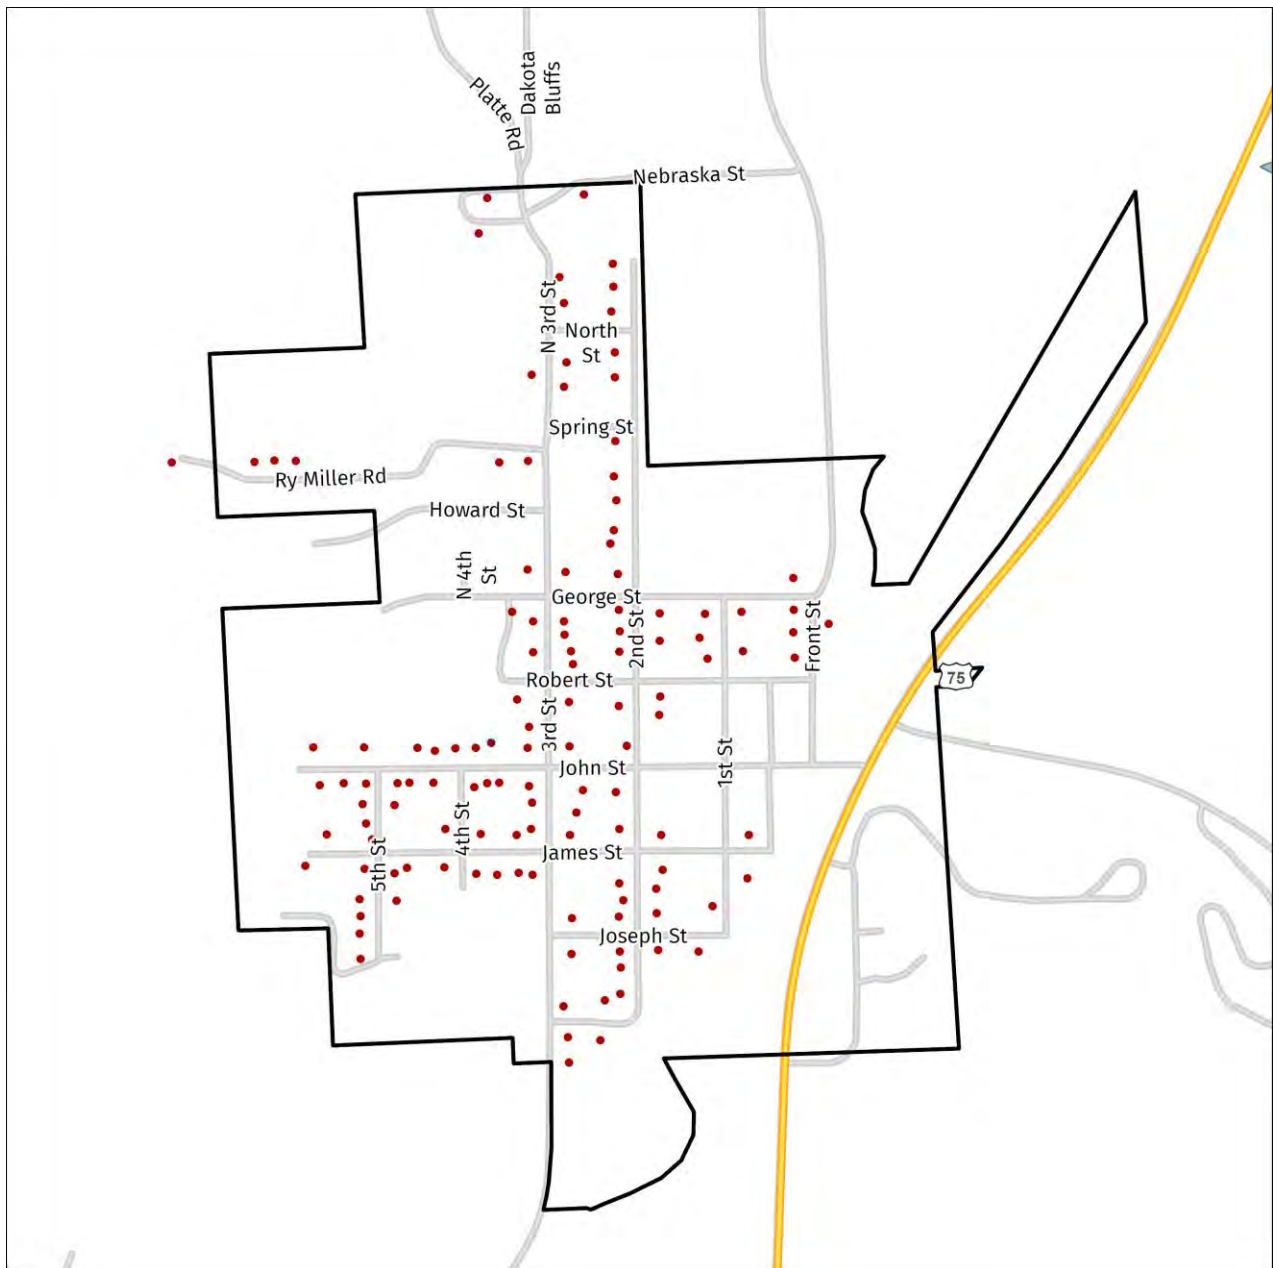 Platte Rd
Dakota
Bluffs
Nebraska St
N 3rd St
North
St
Spring St
Ry Miller Rd
Howard St
N 4th
St
George St
2nd St
Front St
Robert St
75
3rd St
1st St
John St
4th St
5th St
James St
Joseph St